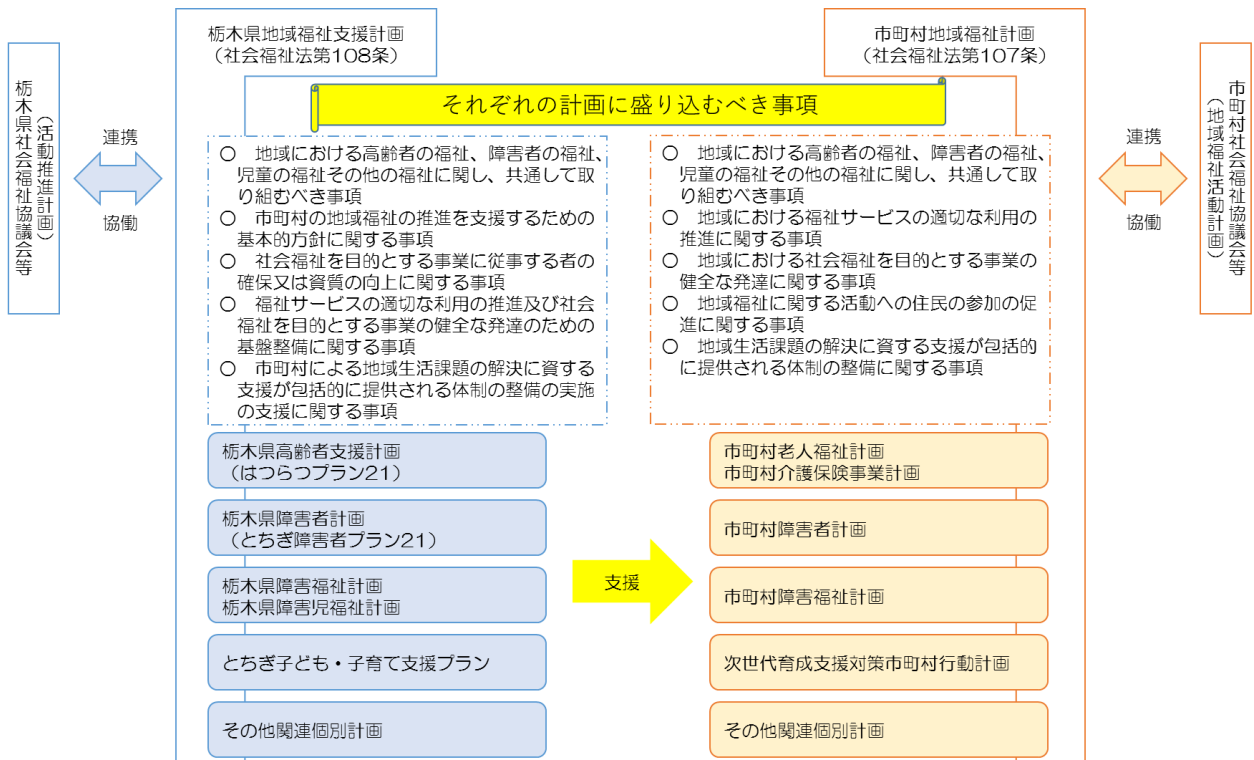 栃木県地域福祉支援計画
(社会福祉法第108条)
市町村地域福祉計画
(社会福祉法第107条)
それぞれの計画に盛り込むべき事項
栃木県社会福祉協議会等
(活動推進計画)
連携
協働
〇 地域における高齢者の福祉、障害者の福祉、
児童の福祉その他の福祉に関し、共通して取
り組むべき事項
〇 市町村の地域福祉の推進を支援するための
基本的方針に関する事項
〇 社会福祉を目的とする事業に従事する者の
確保又は資質の向上に関する事項
〇 福祉サービスの適切な利用の推進及び社会
福祉を目的とする事業の健全な発達のための
基盤整備に関する事項
〇 市町村による地域生活課題の解決に資する
支援が包括的に提供される体制の整備の実施
の支援に関する事項
〇 地域における高齢者の福祉、障害者の福祉、
児童の福祉その他の福祉に関し、共通して取
り組むべき事項
〇 地域における福祉サービスの適切な利用の
推進に関する事項
〇 地域における社会福祉を目的とする事業の
健全な発達に関する事項
〇 地域福祉に関する活動への住民の参加の促
進に関する事項
〇 地域生活課題の解決に資する支援が包括的
に提供される体制の整備に関する事項
連携
協働
市町村社会福祉協議会等
(地域福祉活動計画)
栃木県高齢者支援計画
(はつらつプラン21)
栃木県障害者計画
(とちぎ障害者プラン21)
栃木県障害福祉計画
栃木県障害児福祉計画
とちぎ子ども・子育て支援プラン
その他関連個別計画
支援
市町村老人福祉計画
市町村介護保険事業計画
市町村障害者計画
市町村障害福祉計画
次世代育成支援対策市町村行動計画
その他関連個別計画